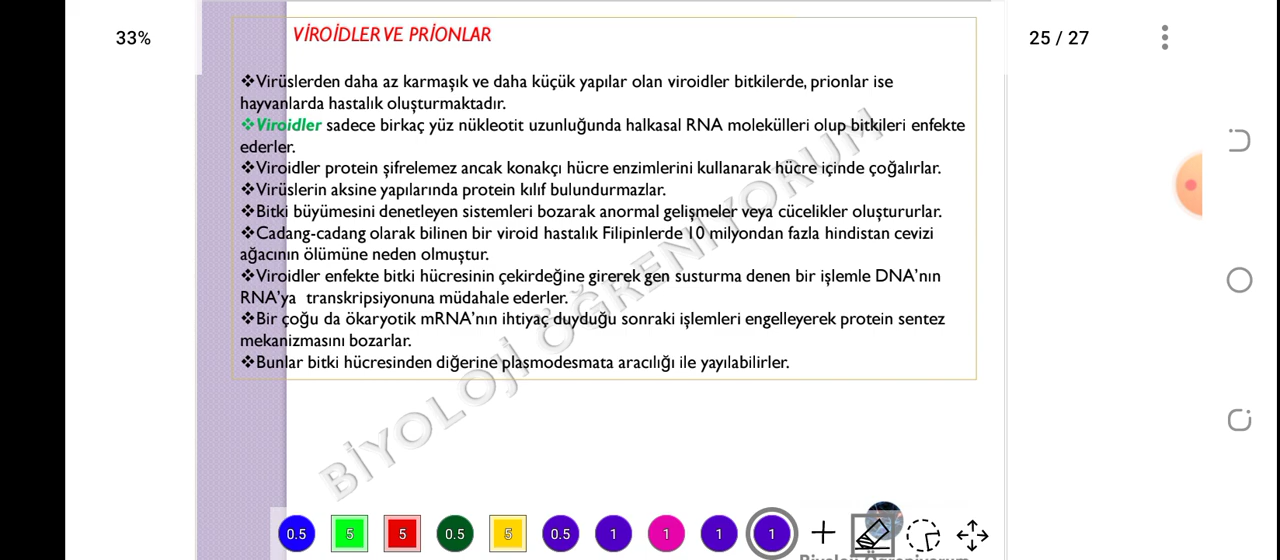 33%
VİROİDLER VE PRİONLAR
25 / 27
❖Virüslerden daha az karmaşık ve daha küçük yapılar olan viroidler bitkilerde, prionlar ise
hayvanlarda hastalık oluşturmaktadır.
❖Viroidler sadece birkaç yüz nükleotit uzunluğunda halkasal RNA molekülleri olup bitkileri enfekte
ederler.
❖Viroidler protein şifrelemez ancak konakçı hücre enzimlerini kullanarak hücre içinde çoğalırlar.
❖Virüslerin aksine yapılarında protein kılıf bulundurmazlar.
❖Bitki büyümesini denetleyen sistemleri bozarak anormal gelişmeler veya cücelikler oluştururlar.
❖Cadang-cadang olarak bilinen bir viroid hastalık Filipinlerde 10 milyondan fazla hindistan cevizi
ağacının ölümüne neden olmuştur.
❖Viroidler enfekte bitki hücresinin çekirdeğine girerek gen susturma denen bir işlemle DNA'nın
RNA'ya transkripsiyonuna müdahale ederler.
❖Bir çoğu da ökaryotik mRNA'nın ihtiyaç duyduğu sonraki işlemleri engelleyerek protein sentez
mekanizmasını bozarlar.
❖Bunlar bitki hücresinden diğerine plasmodesmata aracılığı ile yayılabilirler.
BİYOLOJİ ÖĞRENİYORUM
0.5 5 5 0.5 5 0.5 1 1 1 1
Biyoloji Öğreniyorum